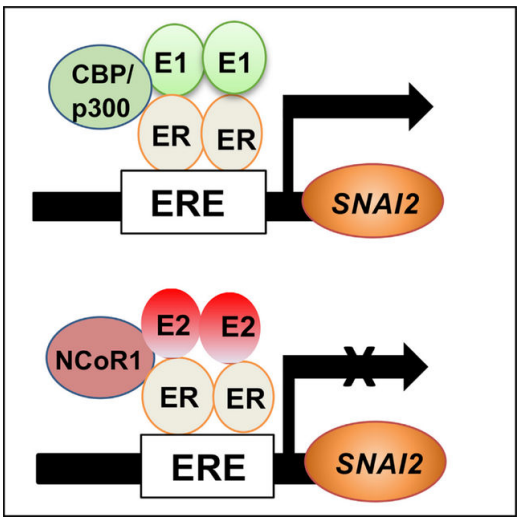 CBP/
p300
E1
E1
ER
ER
ERE
SNAI2
NCoR1
E2
E2
ER
ER
X
ERE
SNAI2